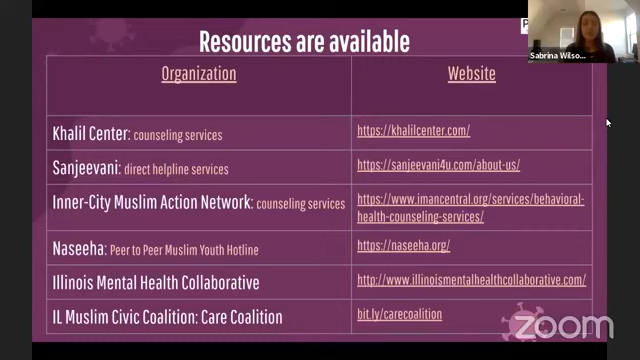 Resources are available
Sabrina Wilso...
Organization
Website
Khalil Center: counseling services
https://khalilcenter.com/
Sanjeevani: direct helpline services
https://sanjeevani4u.com/about-us/
Inner-City Muslim Action Network: counseling services
https://www.imancentral.org/services/behavioral-
health-counseling-services/
Naseeha: Peer to Peer Muslim Youth Hotline
https://naseeha.org/
Illinois Mental Health Collaborative
http://www.illinoismentalhealthcollaborative.com/
IL Muslim Civic Coalition: Care Coalition
bit.ly/carecoalition
zoom